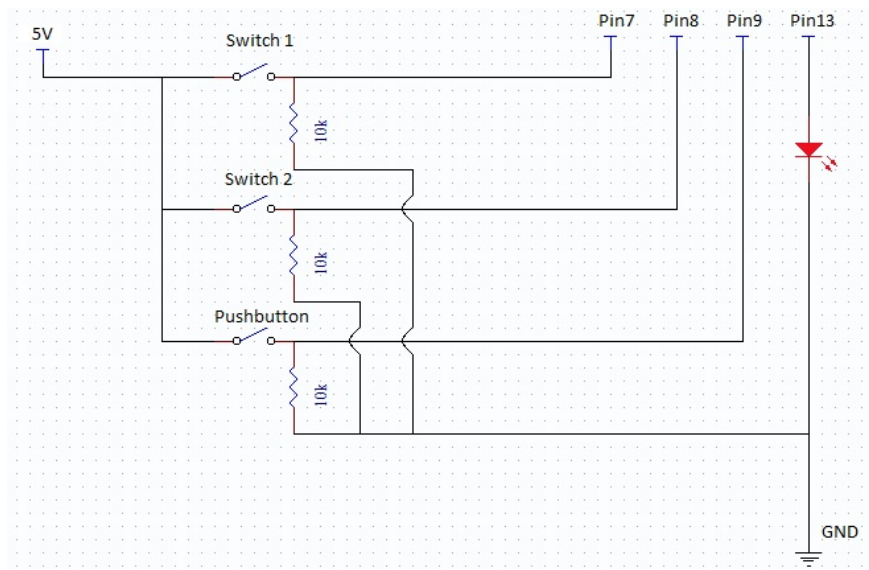 5V
Switch 1
Pin7
Pin8
Pin9
Pin13
10k
Switch 2
10k
Pushbutton
10k
GND